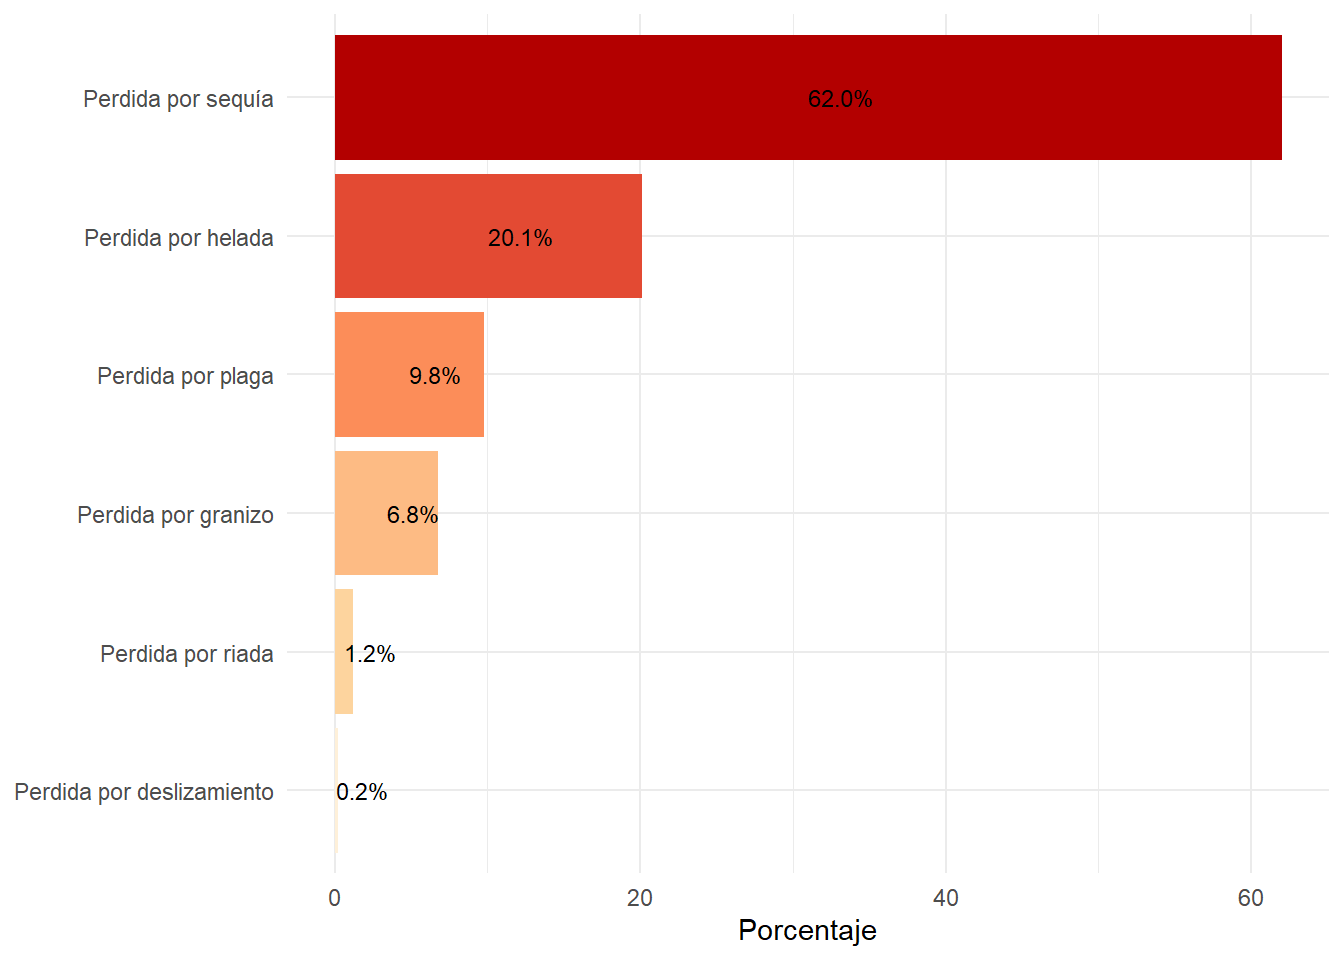 Perdida por sequía
62.0%
Perdida por helada
20.1%
Perdida por plaga
9.8%
Perdida por granizo
6.8%
Perdida por riada
1.2%
Perdida por deslizamiento
0.2%
0 20 40 60
Porcentaje